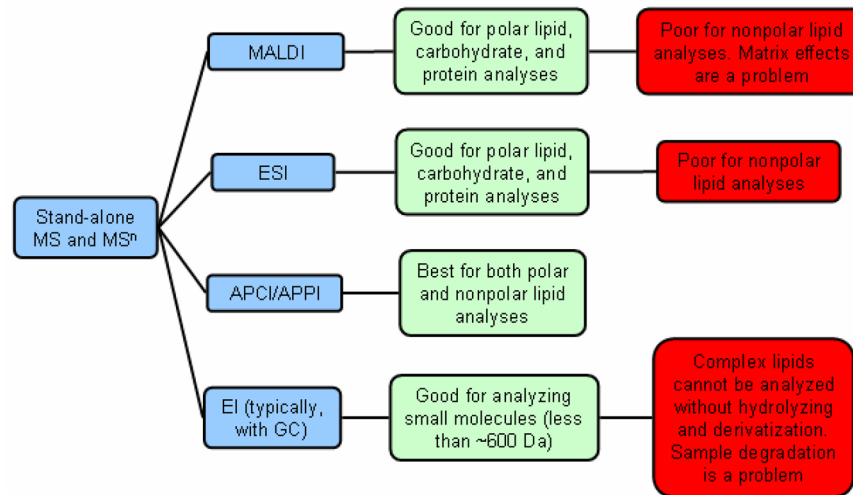 MALDI
Good for polar lipid,
carbohydrate, and
protein analyses
Poor for nonpolar lipid
analyses. Matrix effects
are a problem
ESI
Good for polar lipid,
carbohydrate, and
protein analyses
Poor for nonpolar
lipid analyses
Stand-alone
MS and MSⁿ
APCI/APPI
Best for both polar
and nonpolar lipid
analyses
EI (typically,
with GC)
Good for analyzing
small molecules (less
than ~600 Da)
Complex lipids
cannot be analyzed
without hydrolyzing
and derivatization.
Sample degradation
is a problem